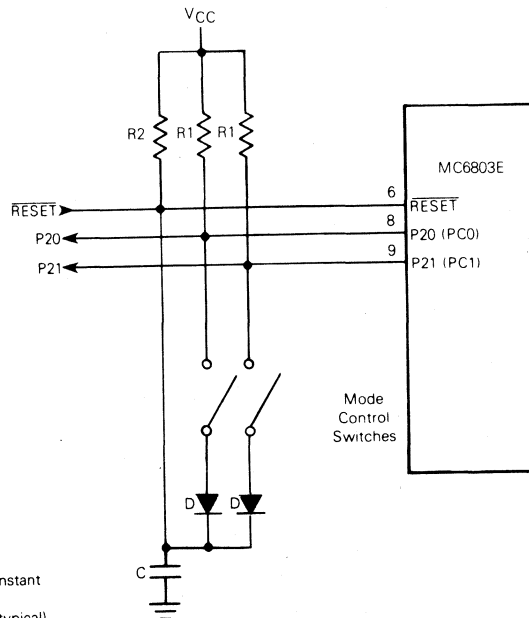 VCC
R2
R1
R1
MC6803E
6
RESET
RESET
8
P20
P20 (PC0)
9
P21
P21 (PC1)
Mode
Control
Switches
D
D
C
nstant
typical)